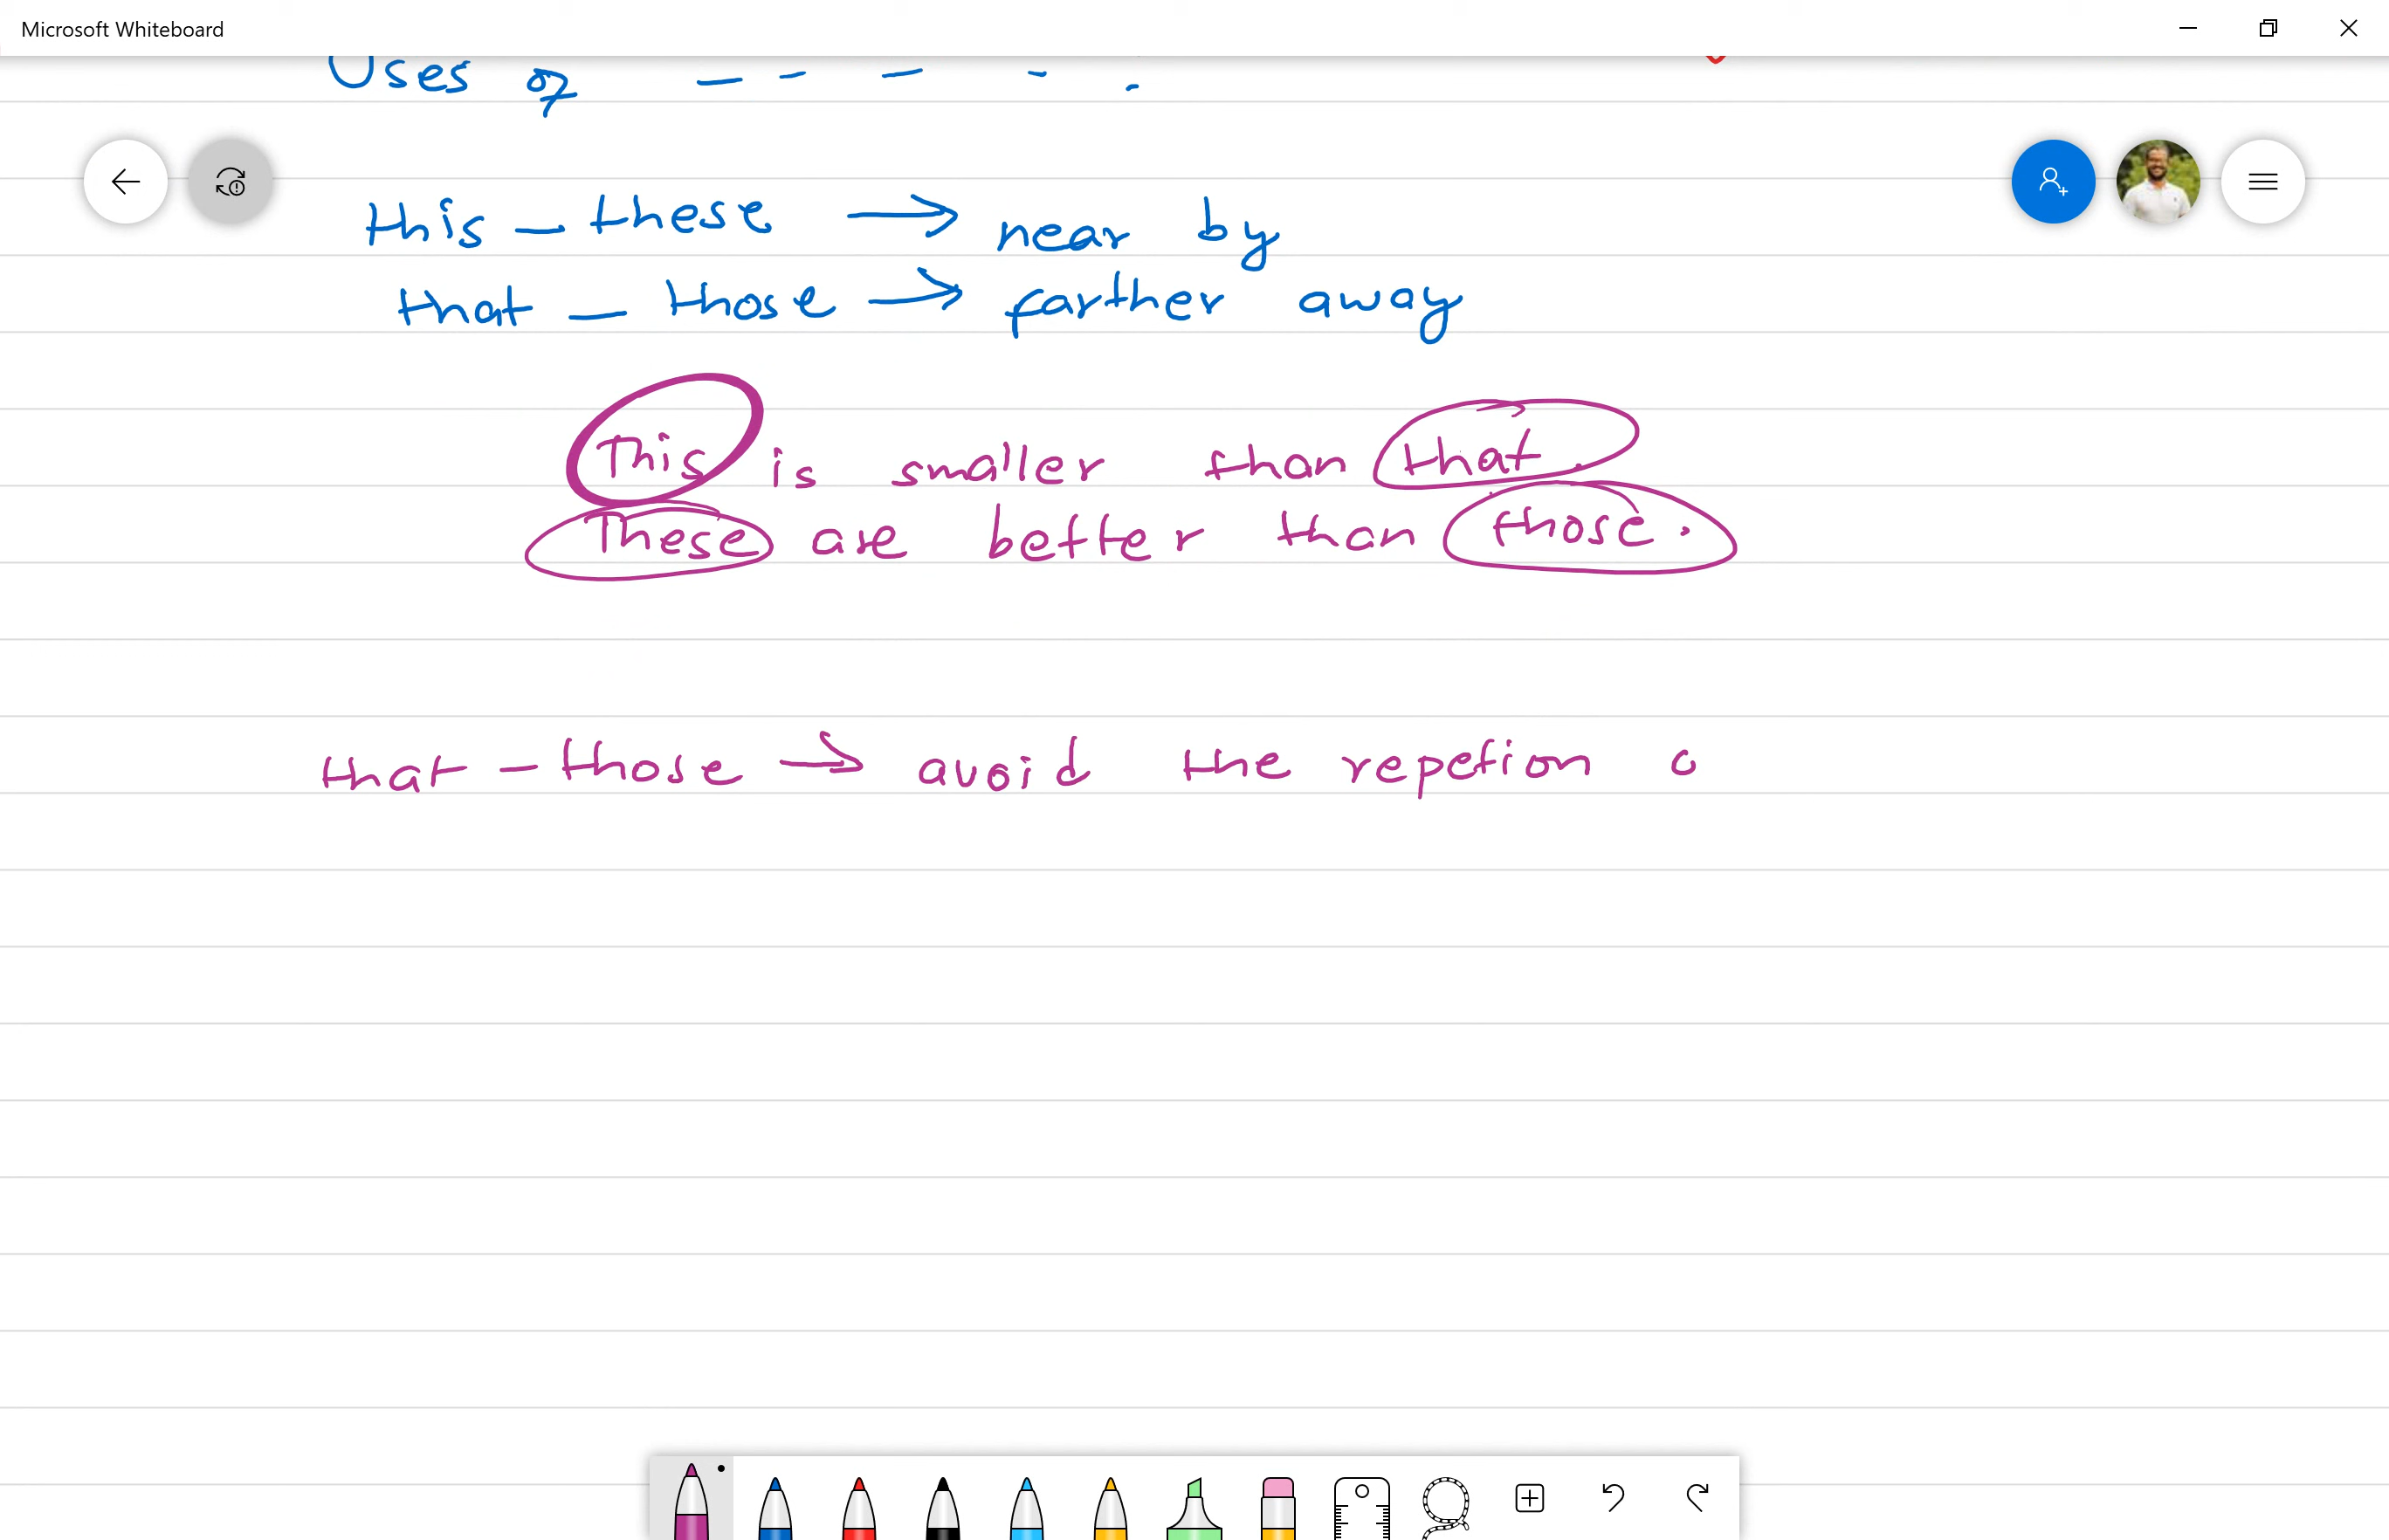 Microsoft Whiteboard
Uses of _ - - - .
this - these → near by
that - those → farther away
This is smaller than that.
These are better than those.
that - those → avoid the repetion o